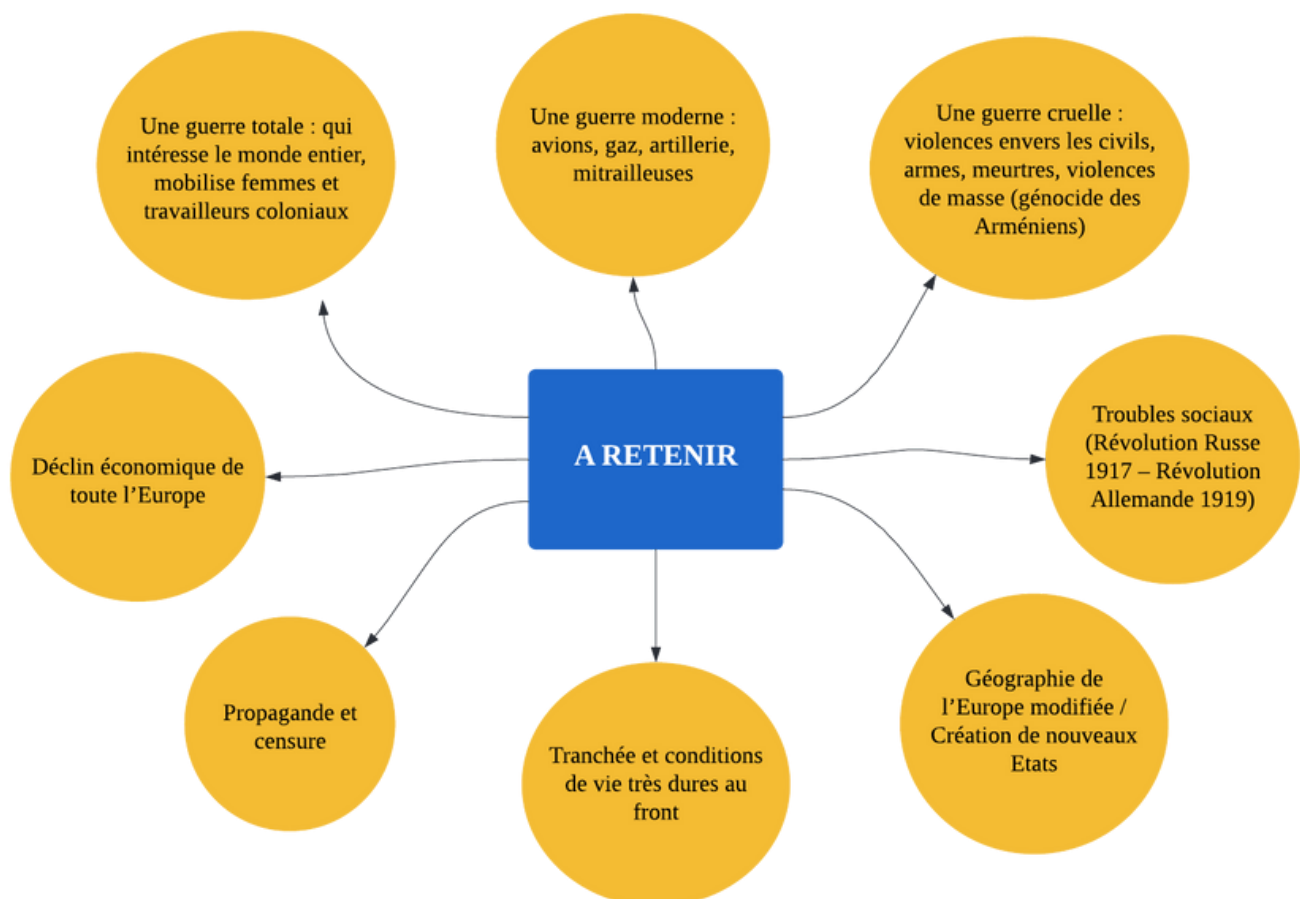 Une guerre totale : qui
intéresse le monde entier,
mobilise femmes et
travailleurs coloniaux
Une guerre moderne :
avions, gaz, artillerie,
mitrailleuses
Une guerre cruelle :
violences envers les civils,
armes, meurtres, violences
de masse (génocide des
Arméniens)
Déclin économique de
toute l’Europe
A RETENIR
Troubles sociaux
(Révolution Russe
1917 – Révolution
Allemande 1919)
Propagande et
censure
Tranchée et conditions
de vie très dures au
front
Géographie de
l’Europe modifiée /
Création de nouveaux
Etats